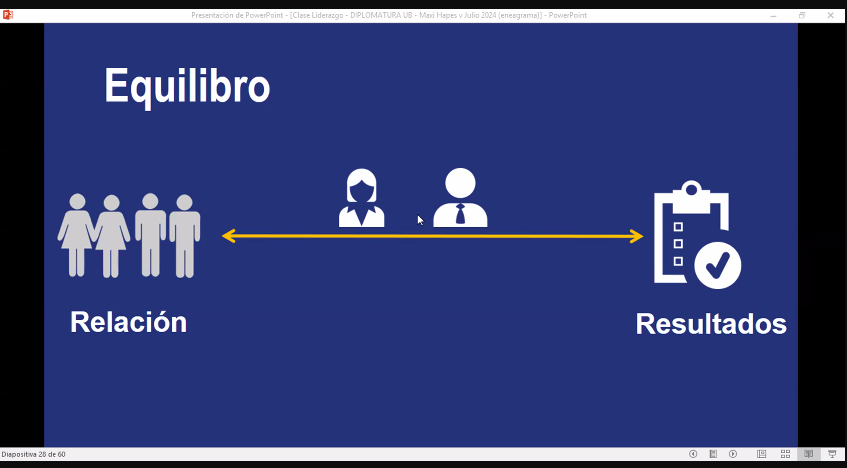 Presentación de PowerPoint - [Clase Liderazgo - DIPLOMATURA UB - Maxi Hapes v Julio 2024 (eneagrama)] - PowerPoint
Equilibro
Relación
Resultados
Diapositiva 28 de 60